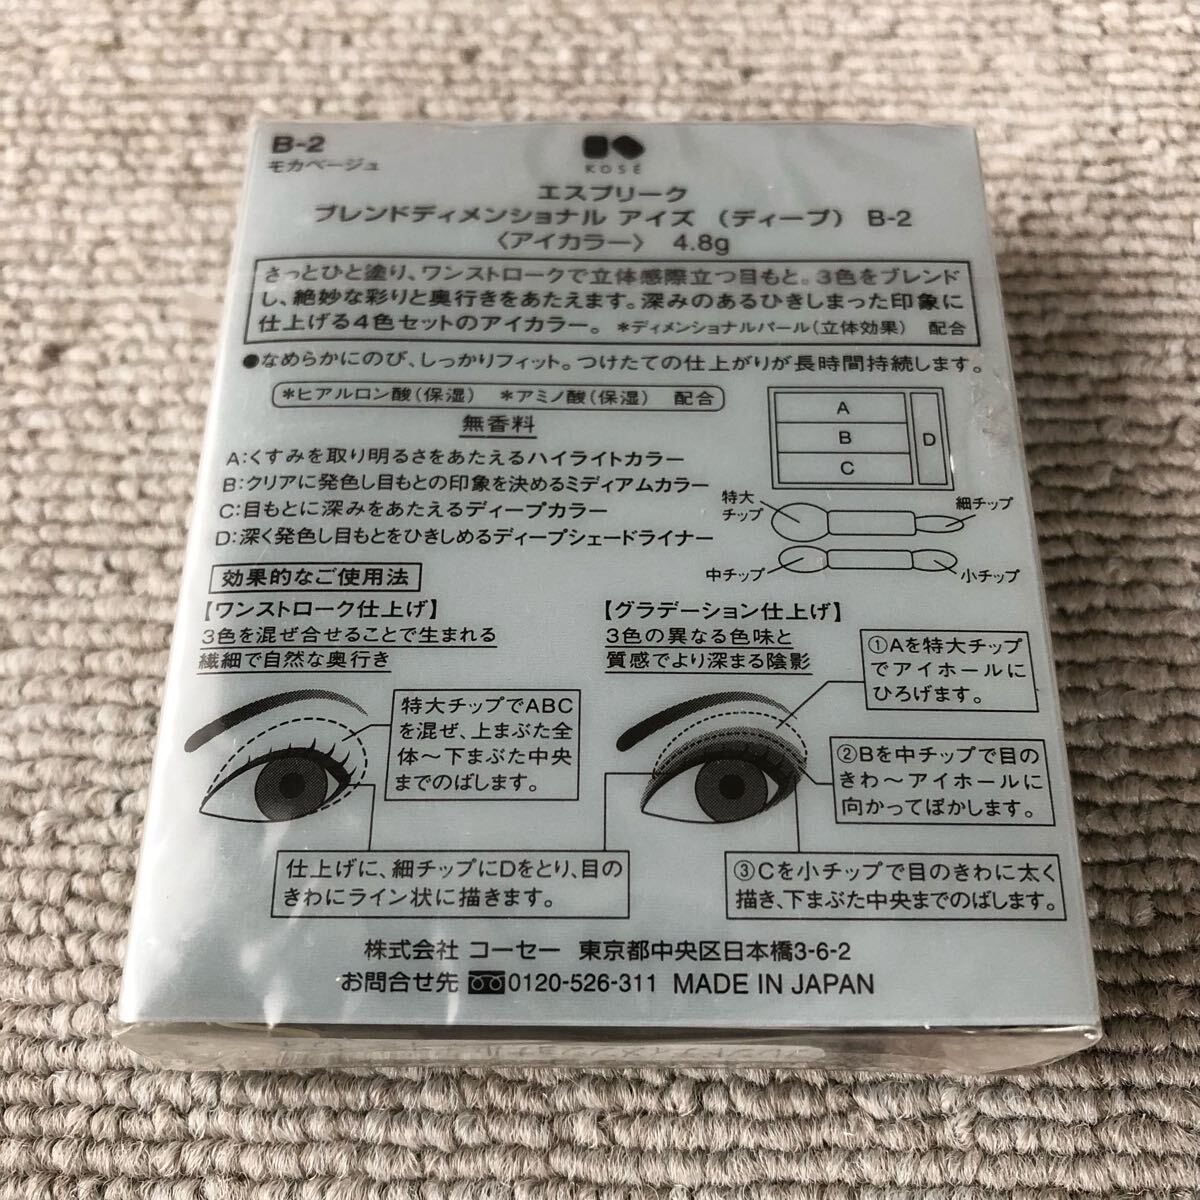 B-2
モカベージュ
KOSÉ
エスプリーク
ブレンドディメンショナル アイズ （ディープ） B-2
〈アイカラー〉 4.8g
さっとひと塗り、ワンストロークで立体感際立つ目もと。3色をブレンド
し、絶妙な彩りと奥行きをあたえます。深みのあるひきしまった印象に
仕上げる4色セットのアイカラー。 *ディメンショナルパール（立体効果） 配合
●なめらかにのび、しっかりフィット。つけたての仕上がりが長時間持続します。
*ヒアルロン酸（保湿） *アミノ酸（保湿） 配合
無香料
A:くすみを取り明るさをあたえるハイライトカラー
B:クリアに発色し目もとの印象を決めるミディアムカラー
C:目もとに深みをあたえるディープカラー
D:深く発色し目もとをひきしめるディープシェードライナー
A
B
C
D
特大
チップ
細チップ
中チップ
小チップ
効果的なご使用法
【ワンストローク仕上げ】
3色を混ぜ合せることで生まれる
繊細で自然な奥行き
特大チップでABC
を混ぜ、上まぶた全
体〜下まぶた中央
までのばします。
【グラデーション仕上げ】
3色の異なる色味と
質感でより深まる陰影
①Aを特大チップ
でアイホールに
ひろげます。
②Bを中チップで目の
きわ〜アイホールに
向かってぼかします。
仕上げに、細チップにDをとり、目の
きわにライン状に描きます。
③Cを小チップで目のきわに太く
描き、下まぶた中央までのばします。
株式会社 コーセー 東京都中央区日本橋3-6-2
お問合せ先 0120-526-311 MADE IN JAPAN